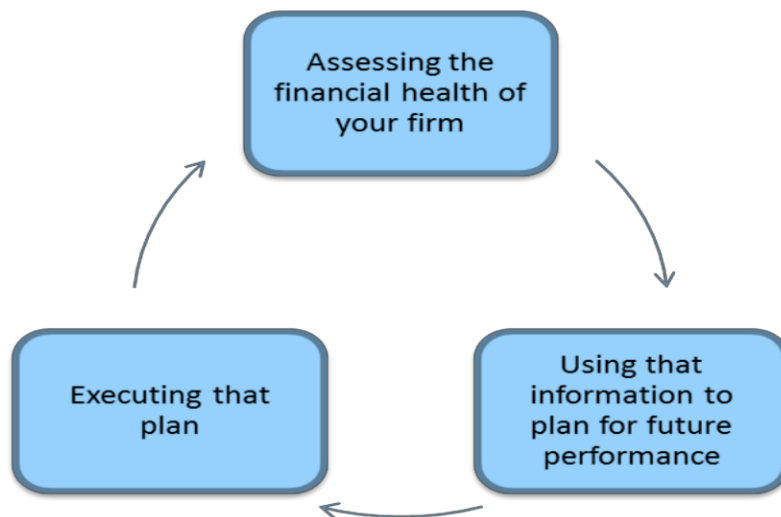 Assessing the
financial health of
your firm
Using that
information to
plan for future
performance
Executing that
plan